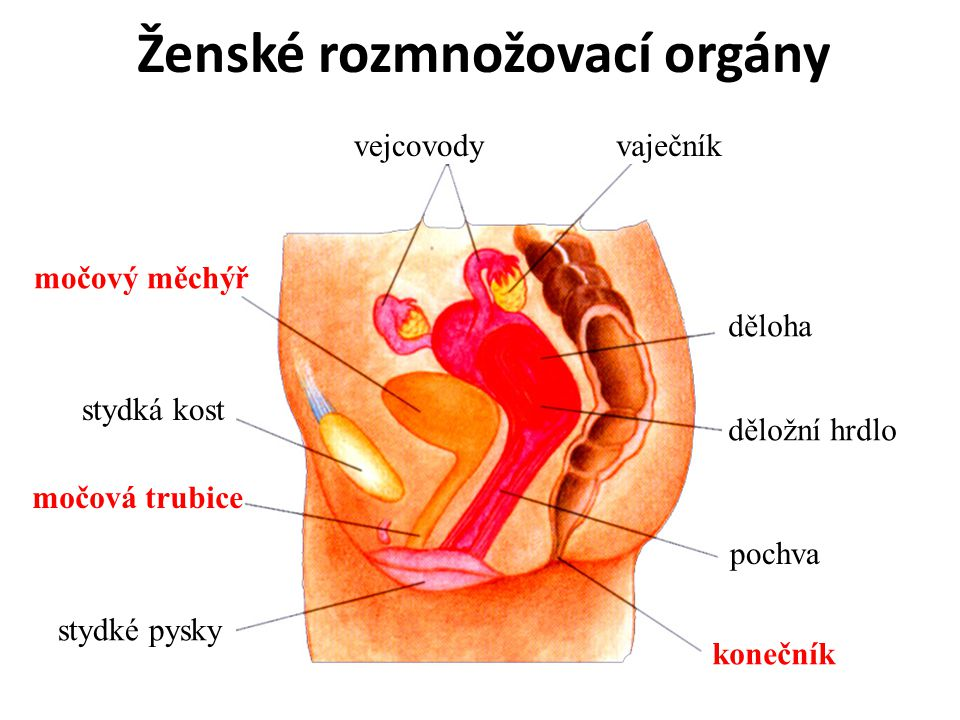 Ženské rozmnožovací orgány
vejcovody
vaječník
močový měchýř
děloha
stydká kost
děložní hrdlo
močová trubice
pochva
stydké pysky
konečník